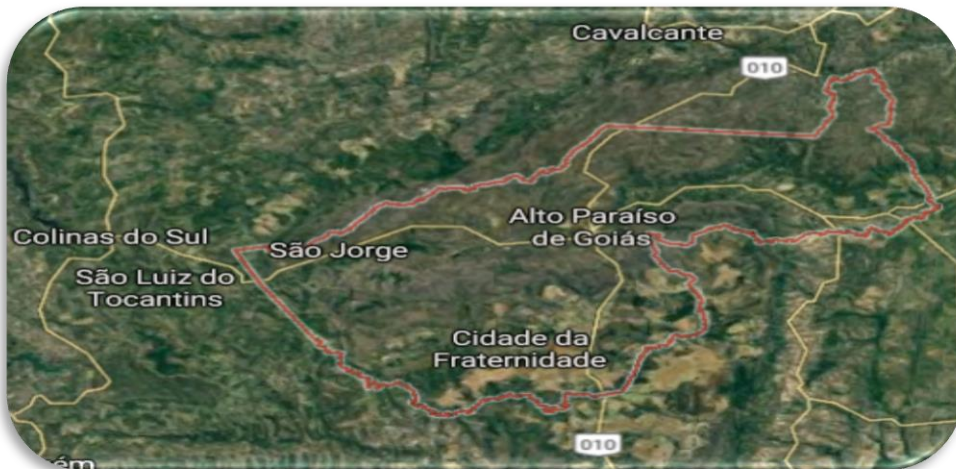 Cavalcante
010
Alto Paraíso
de Goiás
Colinas do Sul
São Jorge
São Luiz do
Tocantins
Cidade da
Fraternidade
010
ém